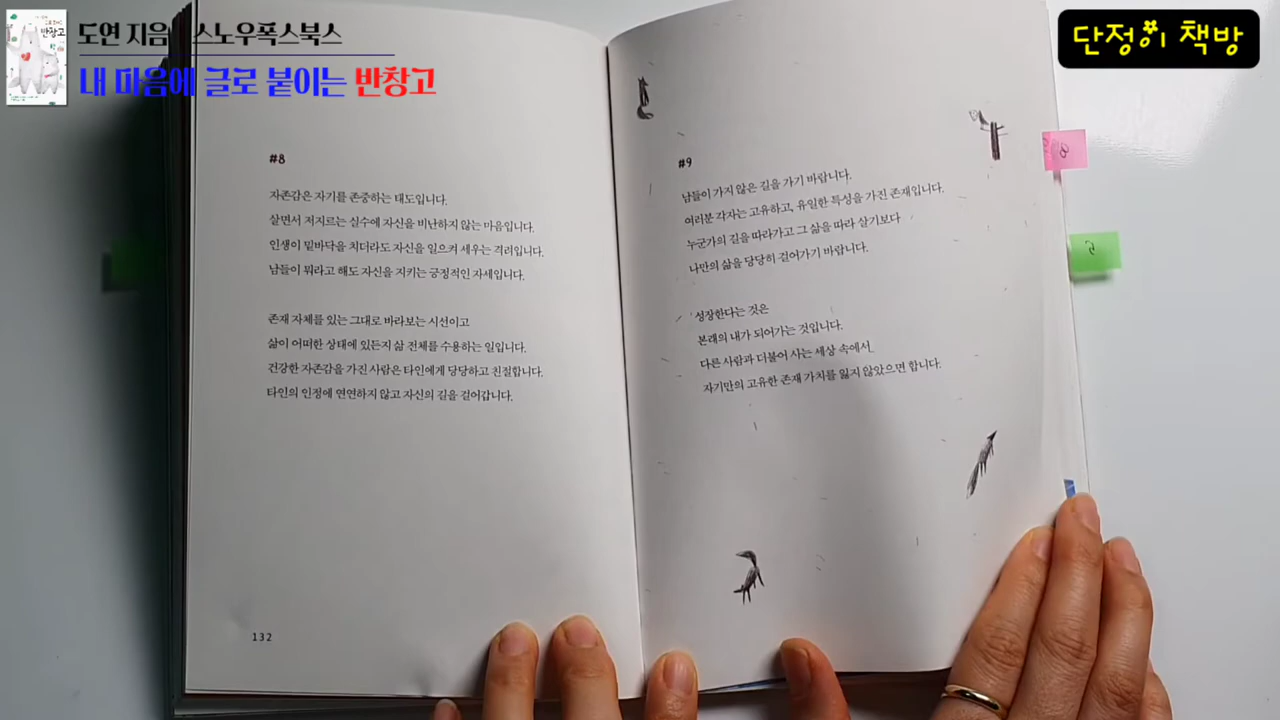 도연 지음 스노우폭스북스
내 마음에 글로 붙이는 반창고
반창고
단정이 책방
#8
자존감은 자기를 존중하는 태도입니다.
살면서 저지르는 실수에 자신을 비난하지 않는 마음입니다.
인생이 밑바닥을 치더라도 자신을 일으켜 세우는 격려입니다.
남들이 뭐라고 해도 자신을 지키는 긍정적인 자세입니다.
존재 자체를 있는 그대로 바라보는 시선이고
삶이 어떠한 상태에 있든지 삶 전체를 수용하는 일입니다.
건강한 자존감을 가진 사람은 타인에게 당당하고 친절합니다.
타인의 인정에 연연하지 않고 자신의 길을 걸어갑니다.
132
#9
남들이 가지 않은 길을 가기 바랍니다.
여러분 각자는 고유하고, 유일한 특성을 가진 존재입니다.
누군가의 길을 따라가고 그 삶을 따라 살기보다
나만의 삶을 당당히 걸어가기 바랍니다.
성장한다는 것은
본래의 내가 되어가는 것입니다.
다른 사람과 더불어 사는 세상 속에서
자기만의 고유한 존재 가치를 잃지 않았으면 합니다.